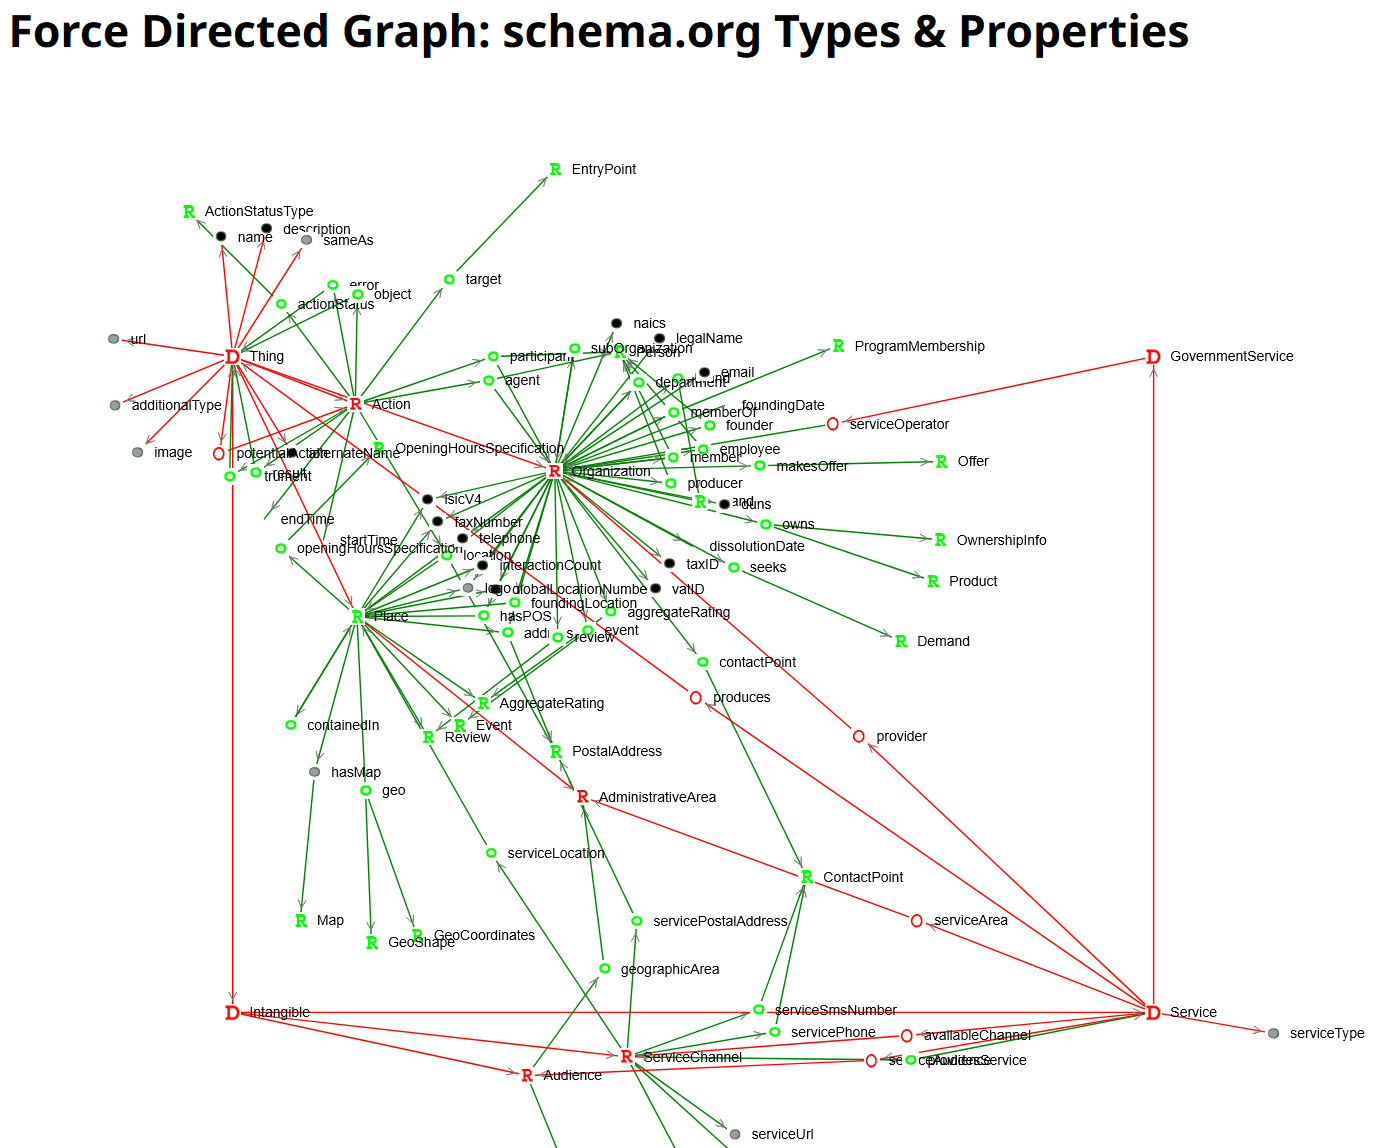 Force Directed Graph: schema.org Types & Properties
R EntryPoint
R ActionStatusType
description
name
sameAs
target
error
object
actionStatus
naics
url
legalName
R ProgramMembership
subOrganization
Person
D Thing
participant
D GovernmentService
email
agent
department
additionalType
R Action
foundingDate
memberOf
serviceOperator
founder
R OpeningHoursSpecification
employee
image
potentialAction
alternateName
member
R Offer
makesOffer
R Organization
result
trument
producer
isicV4
duns
endTime
faxNumber
owns
telephone
startTime
R OwnershipInfo
openingHoursSpecification
dissolutionDate
location
interactionCount
taxID
seeks
R Product
logo
globalLocationNumbe
vatID
foundingLocation
R Place
hasPOS
aggregateRating
event
review
R Demand
contactPoint
produces
R AggregateRating
containedIn
R Event
R Review
provider
R PostalAddress
hasMap
geo
R AdministrativeArea
serviceLocation
R ContactPoint
R Map
servicePostalAddress
serviceArea
R GeoCoordinates
R GeoShape
geographicArea
D Intangible
serviceSmsNumber
D Service
servicePhone
availableChannel
serviceType
R ServiceChannel
providesService
R Audience
serviceUrl